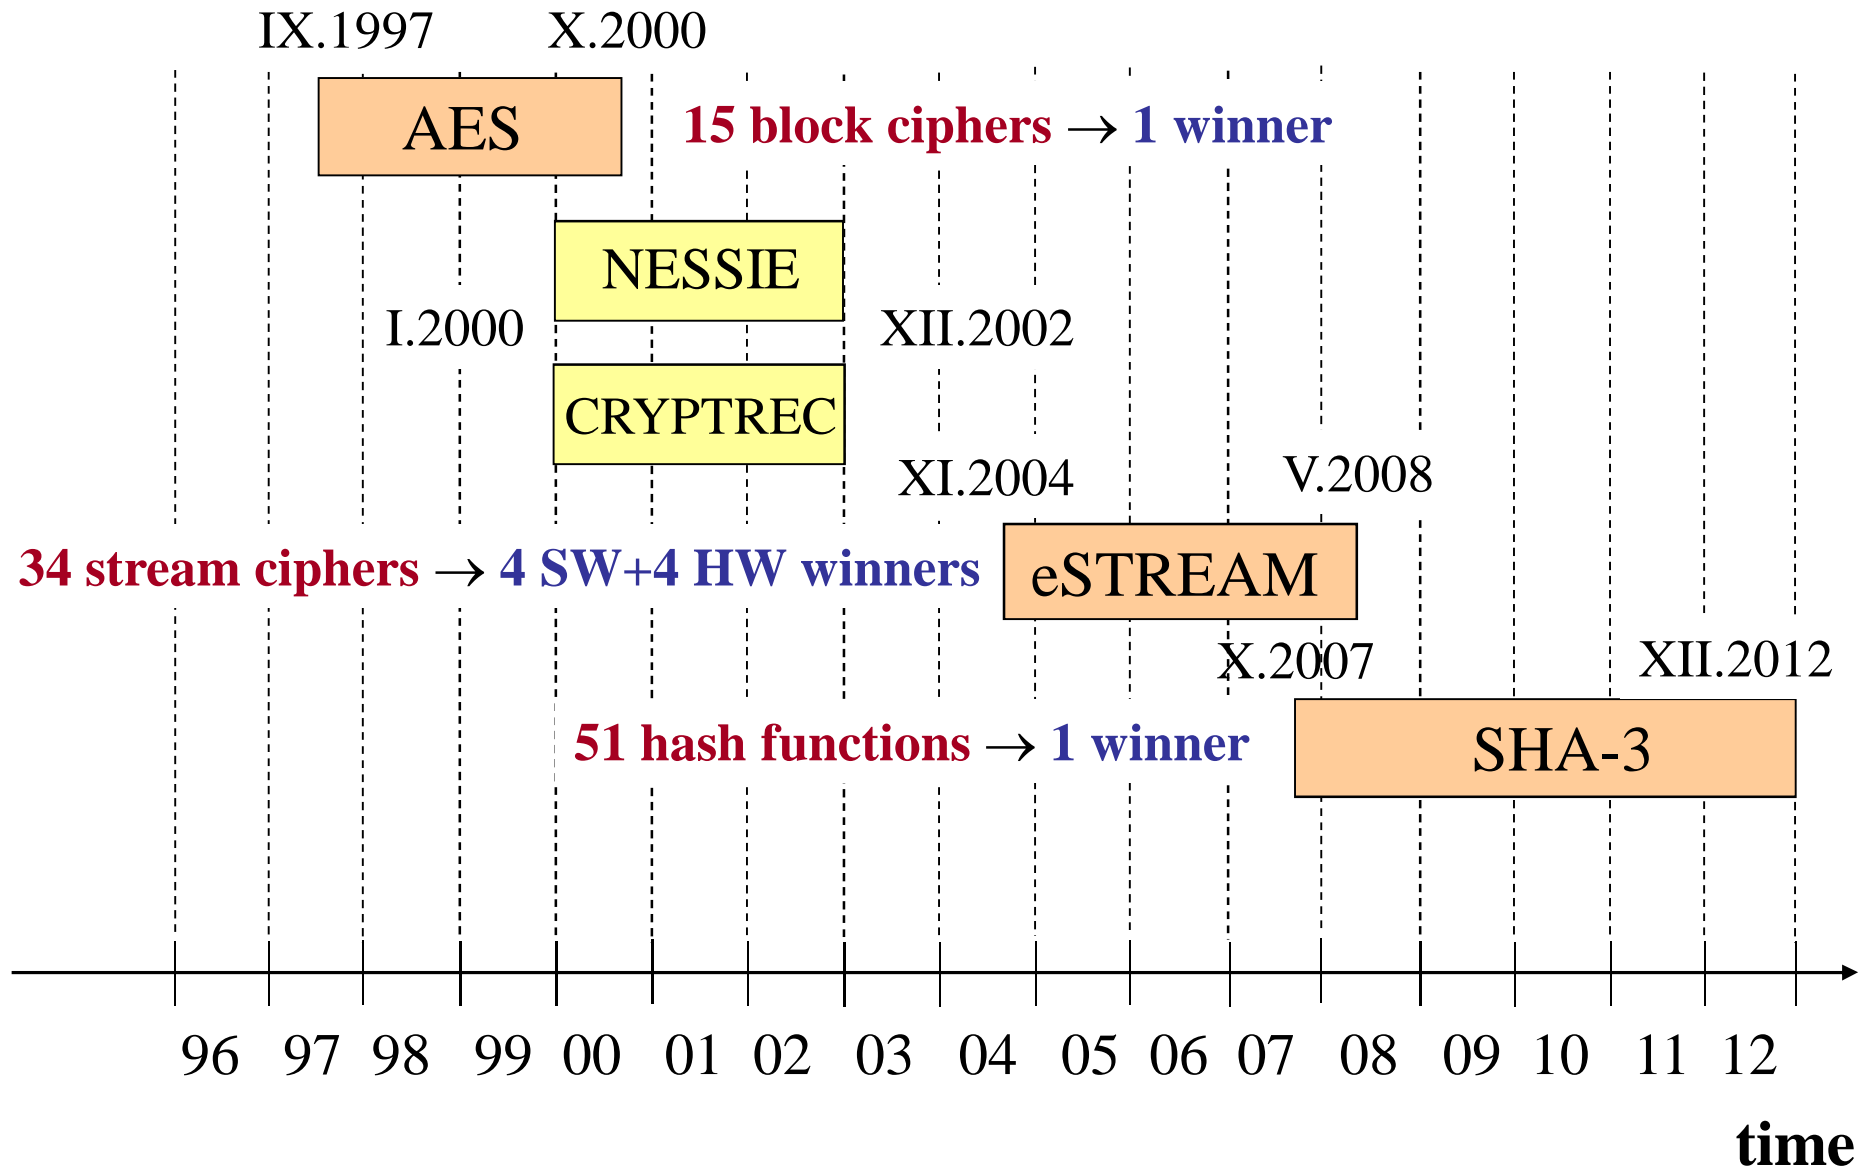 IX.1997 X.2000
AES
15 block ciphers → 1 winner
NESSIE
I.2000 XII.2002
CRYPTREC
XI.2004 V.2008
34 stream ciphers → 4 SW+4 HW winners
eSTREAM
X.2007 XII.2012
51 hash functions → 1 winner
SHA-3
96 97 98 99 00 01 02 03 04 05 06 07 08 09 10 11 12
time